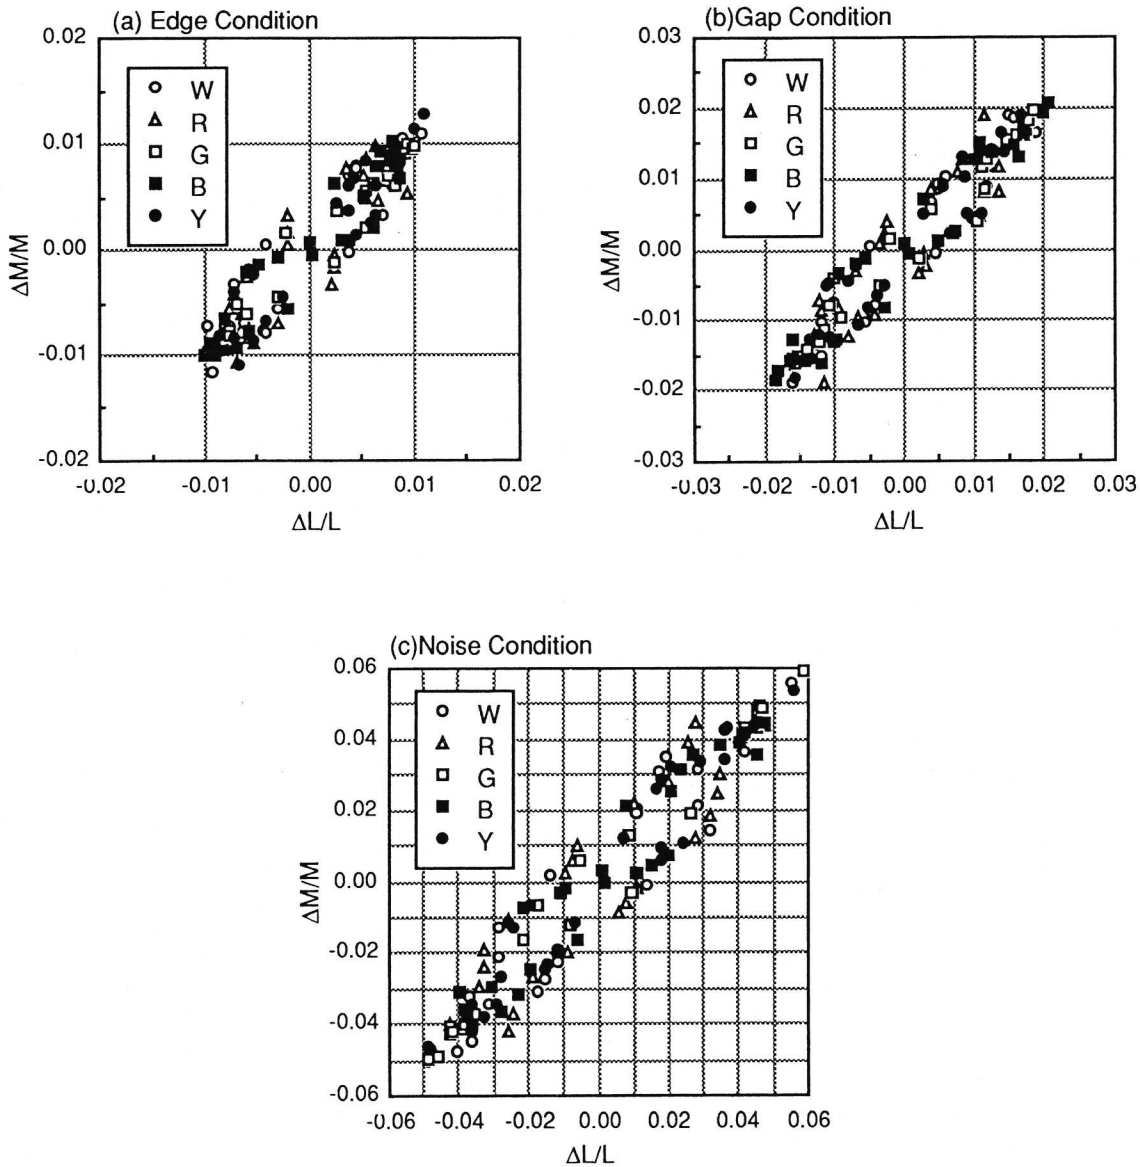 (a) Edge Condition
0.02
0.01
0.00
-0.01
-0.02
ΔM/M
W
R
G
B
Y
-0.02 -0.01 0.00 0.01 0.02
ΔL/L
(b)Gap Condition
0.03
0.02
0.01
0.00
-0.01
-0.02
-0.03
ΔM/M
W
R
G
B
Y
-0.03 -0.02 -0.01 0.00 0.01 0.02 0.03
ΔL/L
(c)Noise Condition
0.06
0.04
0.02
0.00
-0.02
-0.04
-0.06
ΔM/M
W
R
G
B
Y
-0.06 -0.04 -0.02 0.00 0.02 0.04 0.06
ΔL/L